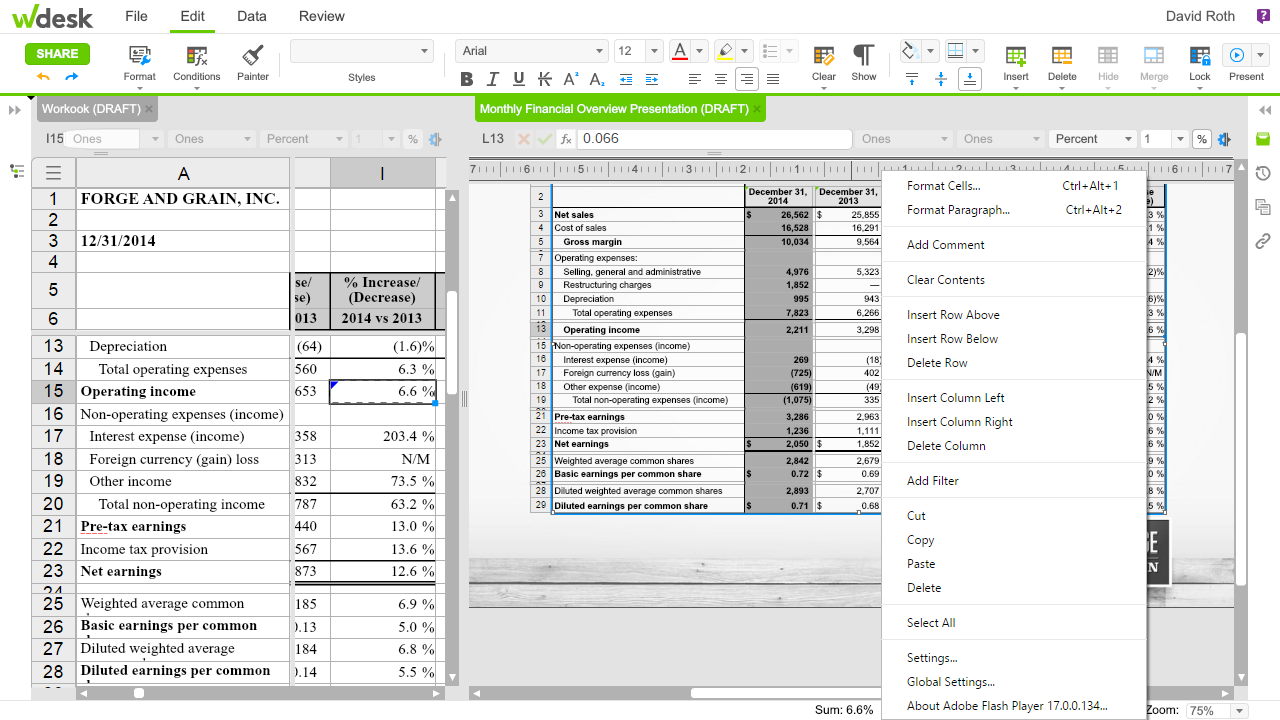 wdesk File Edit Data Review David Roth ?
SHARE Format Conditions Painter Styles Arial 12 Clear Show Insert Delete Hide Merge Lock Present
B I U
Workook (DRAFT) ×
Monthly Financial Overview Presentation (DRAFT) ×
I15 Ones Ones Percent 1 %
L13 fx 0.066 Ones Ones Percent 1 %
A I
1 FORGE AND GRAIN, INC.
2
3 12/31/2014
4
5 se/ se) % Increase/ (Decrease)
6 013 2014 vs 2013
13 Depreciation (64) (1.6)%
14 Total operating expenses 560 6.3 %
15 Operating income 653 6.6 %
16 Non-operating expenses (income)
17 Interest expense (income) 358 203.4 %
18 Foreign currency (gain) loss 313 N/M
19 Other income 832 73.5 %
20 Total non-operating income 787 63.2 %
21 Pre-tax earnings 440 13.0 %
22 Income tax provision 567 13.6 %
23 Net earnings 873 12.6 %
24
25 Weighted average common 185 6.9 %
26 Basic earnings per common 0.13 5.0 %
27 Diluted weighted average 184 6.8 %
28 Diluted earnings per common 0.14 5.5 %
7 6 5 4 3 2 1 1 2 3 4 5 6 7
2 December 31, 2014 December 31, 2013
3 Net sales $ 26,562 $ 25,855
4 Cost of sales 16,528 16,291
5 Gross margin 10,034 9,564
7 Operating expenses:
8 Selling, general and administrative 4,976 5,323
9 Restructuring charges 1,852 —
10 Depreciation 995 943
11 Total operating expenses 7,823 6,266
13 Operating income 2,211 3,298
15 Non-operating expenses (income)
16 Interest expense (income) 269 (18)
17 Foreign currency loss (gain) (725) 402
18 Other expense (income) (619) (49)
19 Total non-operating expenses (income) (1,075) 335
21 Pre-tax earnings 3,286 2,963
22 Income tax provision 1,236 1,111
23 Net earnings $ 2,050 $ 1,852
25 Weighted average common shares 2,842 2,679
26 Basic earnings per common share $ 0.72 $ 0.69
28 Diluted weighted average common shares 2,893 2,707
29 Diluted earnings per common share $ 0.71 $ 0.68
Format Cells... Ctrl+Alt+1
Format Paragraph... Ctrl+Alt+2
Add Comment
Clear Contents
Insert Row Above
Insert Row Below
Delete Row
Insert Column Left
Insert Column Right
Delete Column
Add Filter
Cut
Copy
Paste
Delete
Select All
Settings...
Global Settings...
About Adobe Flash Player 17.0.0.134...
Sum: 6.6% Zoom: 75%